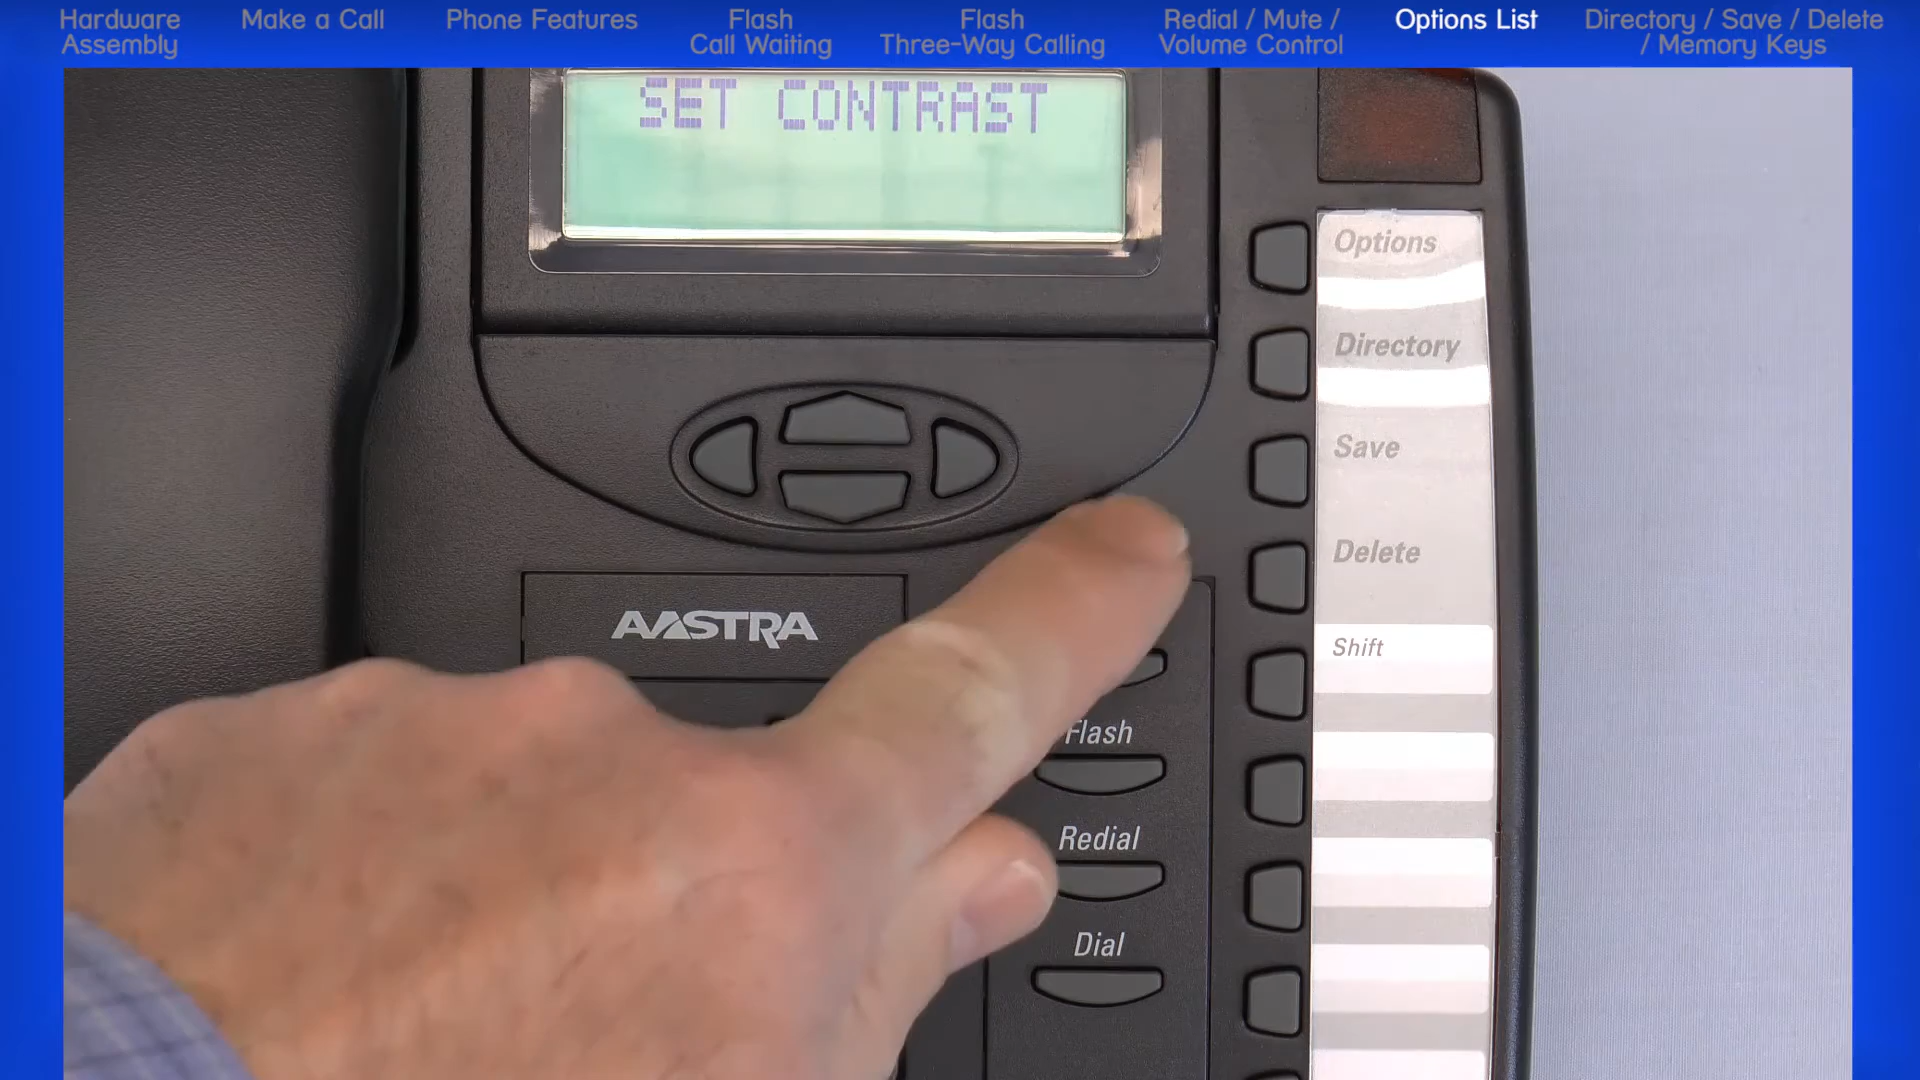 Hardware
Assembly
Make a Call
Phone Features
Flash
Call Waiting
Flash
Three-Way Calling
Redial / Mute /
Volume Control
Options List
Directory / Save / Delete
/ Memory Keys
SET CONTRAST
Options
Directory
Save
Delete
Shift
AASTRA
Flash
Redial
Dial